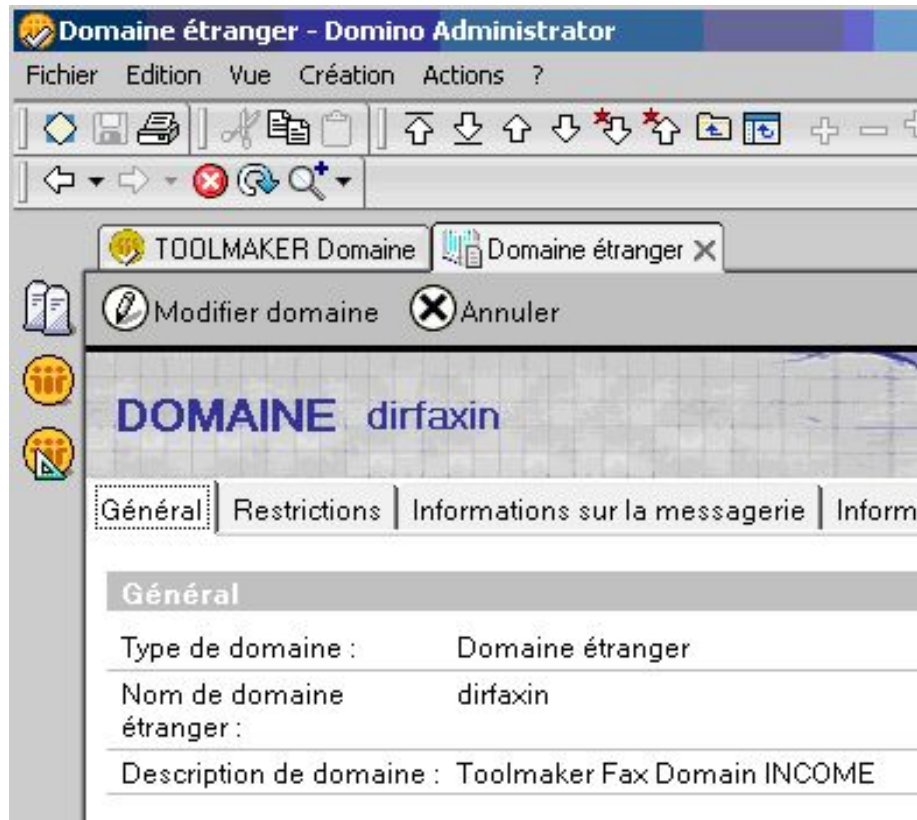 Domaine étranger - Domino Administrator
Fichier Edition Vue Création Actions ?
TOOLMAKER Domaine Domaine étranger
Modifier domaine Annuler
DOMAINE dirfaxin
Général Restrictions Informations sur la messagerie Inform
Général
Type de domaine : Domaine étranger
Nom de domaine dirfaxin
étranger :
Description de domaine : Toolmaker Fax Domain INCOME